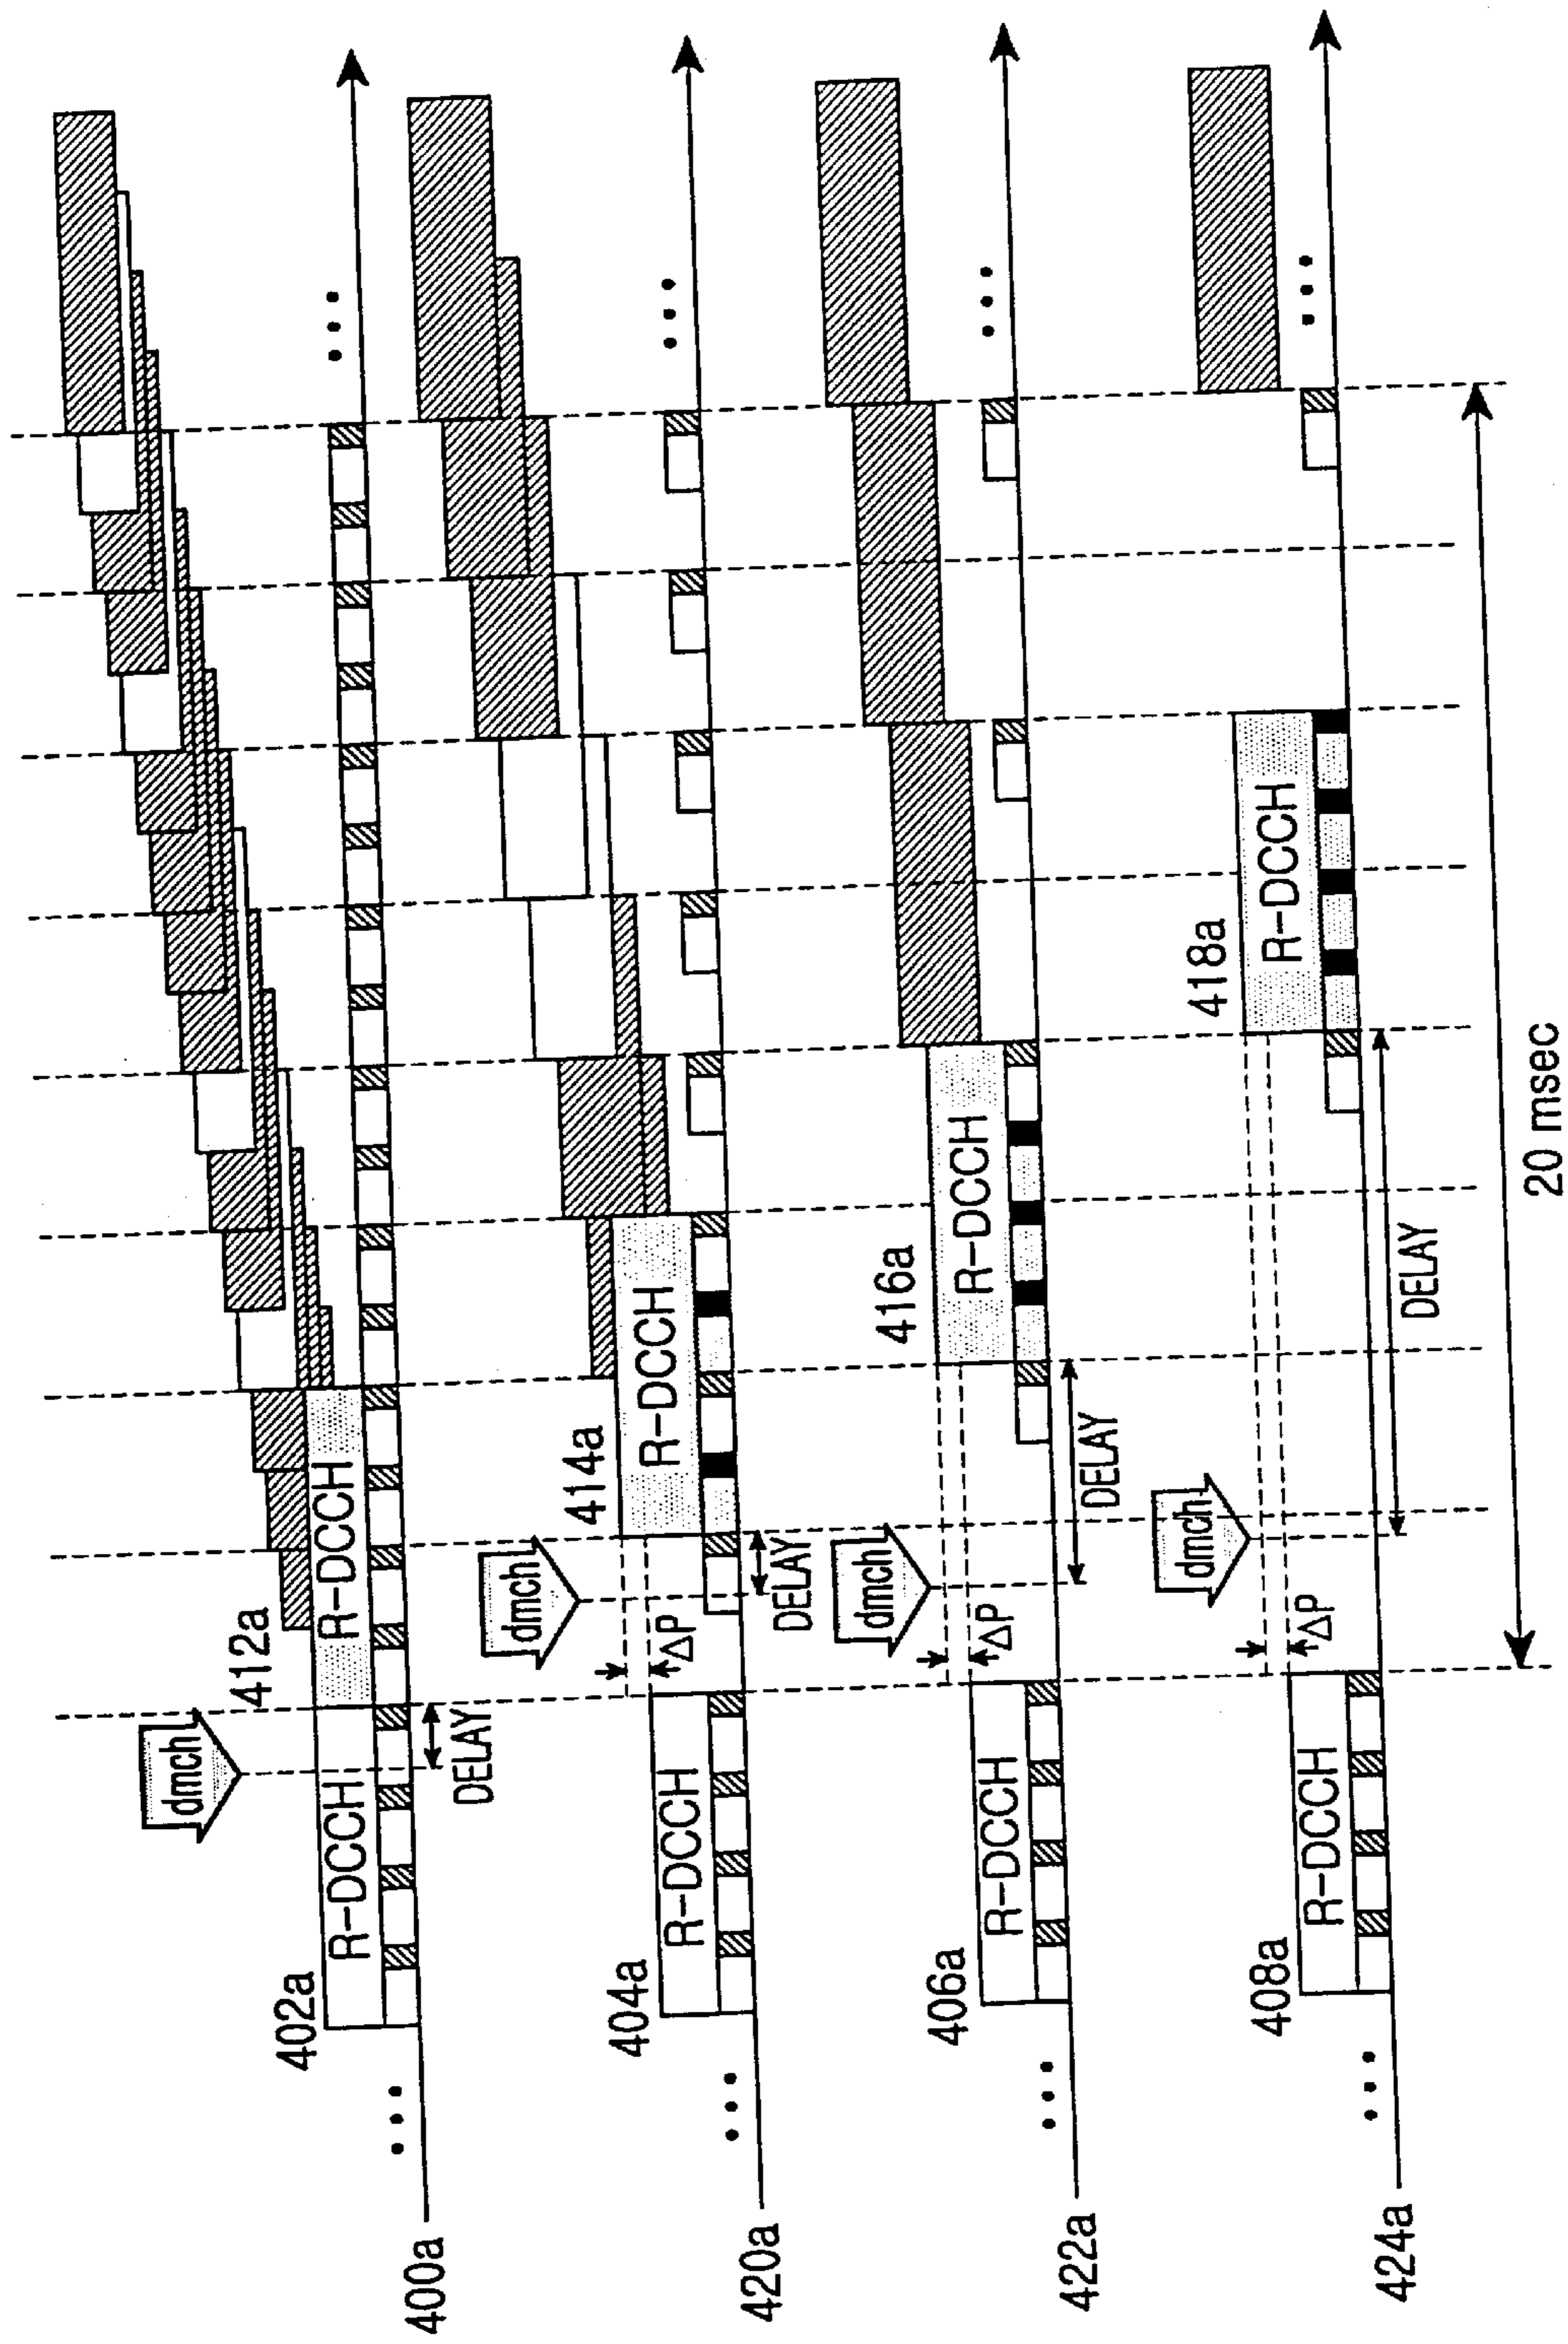 402a
R-DCCH
dmch
DELAY
412a
R-DCCH
400a
404a
R-DCCH
dmch
ΔP
DELAY
414a
R-DCCH
420a
406a
R-DCCH
dmch
ΔP
DELAY
416a
R-DCCH
422a
408a
R-DCCH
dmch
ΔP
DELAY
418a
R-DCCH
424a
20 msec